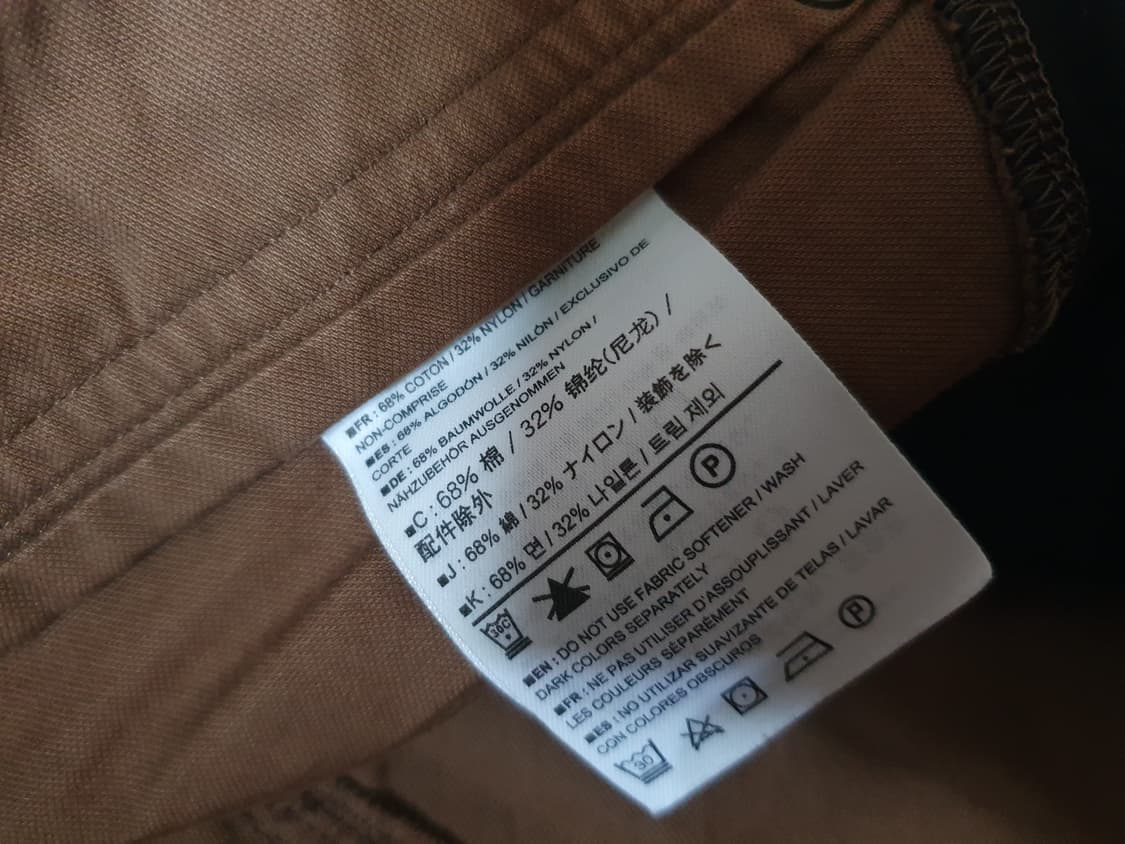 ■FR : 68% COTON / 32% NYLON / GARNITURE
NON-COMPRISE
■ES : 68% ALGODÓN / 32% NILÓN / EXCLUSIVO DE
CORTE
■DE : 68% BAUMWOLLE / 32% NYLON /
NÄHZUBEHÖR AUSGENOMMEN
■C : 68% 棉 / 32% 锦纶(尼龙) /
配件除外
■J : 68% 綿 / 32% ナイロン / 装飾を除く
■K : 68% 면 / 32% 나일론 / 트림 제외
30C P
■EN : DO NOT USE FABRIC SOFTENER / WASH
DARK COLORS SEPARATELY
■FR : NE PAS UTILISER D'ASSOUPLISSANT / LAVER
LES COULEURS SÉPARÉMENT
■ES : NO UTILIZAR SUAVIZANTE DE TELAS / LAVAR
CON COLORES OBSCUROS
30 P